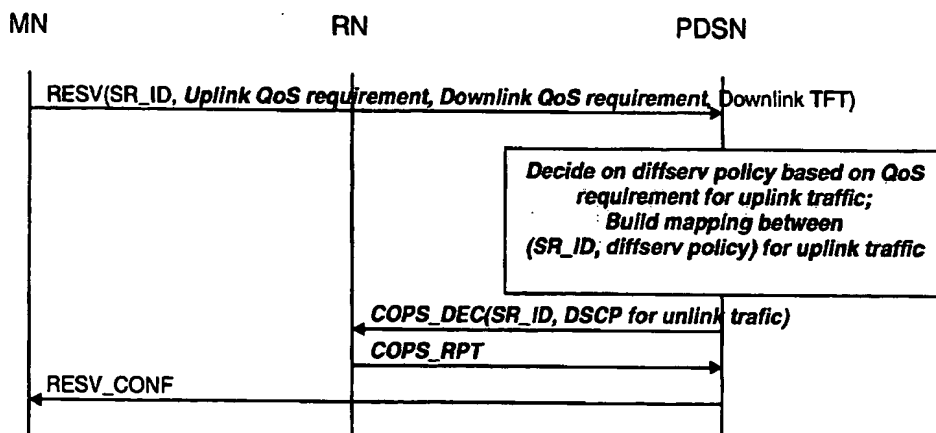 MN RN PDSN
RESV(SR_ID, Uplink QoS requirement, Downlink QoS requirement, Downlink TFT)
Decide on diffserv policy based on QoS
requirement for uplink traffic;
Build mapping between
(SR_ID, diffserv policy) for uplink traffic
COPS_DEC(SR_ID, DSCP for unlink trafic)
COPS_RPT
RESV_CONF